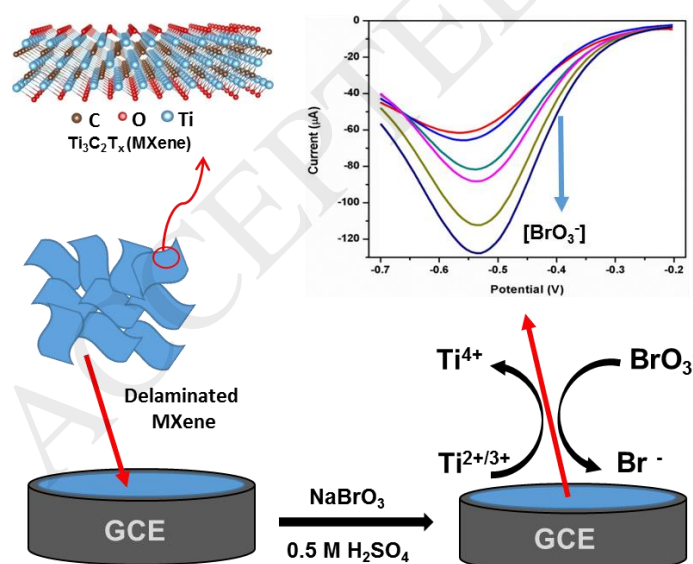 C O Ti
Ti₃C₂Tₓ(MXene)
0
-20
-40
-60
-80
-100
-120
Current (µA)
[BrO₃⁻]
-0.7 -0.6 -0.5 -0.4 -0.3 -0.2
Potential (V)
Delaminated
MXene
Ti⁴⁺ BrO₃
Ti²⁺/³⁺ Br⁻
GCE
NaBrO₃
0.5 M H₂SO₄
GCE
ACCEPTED